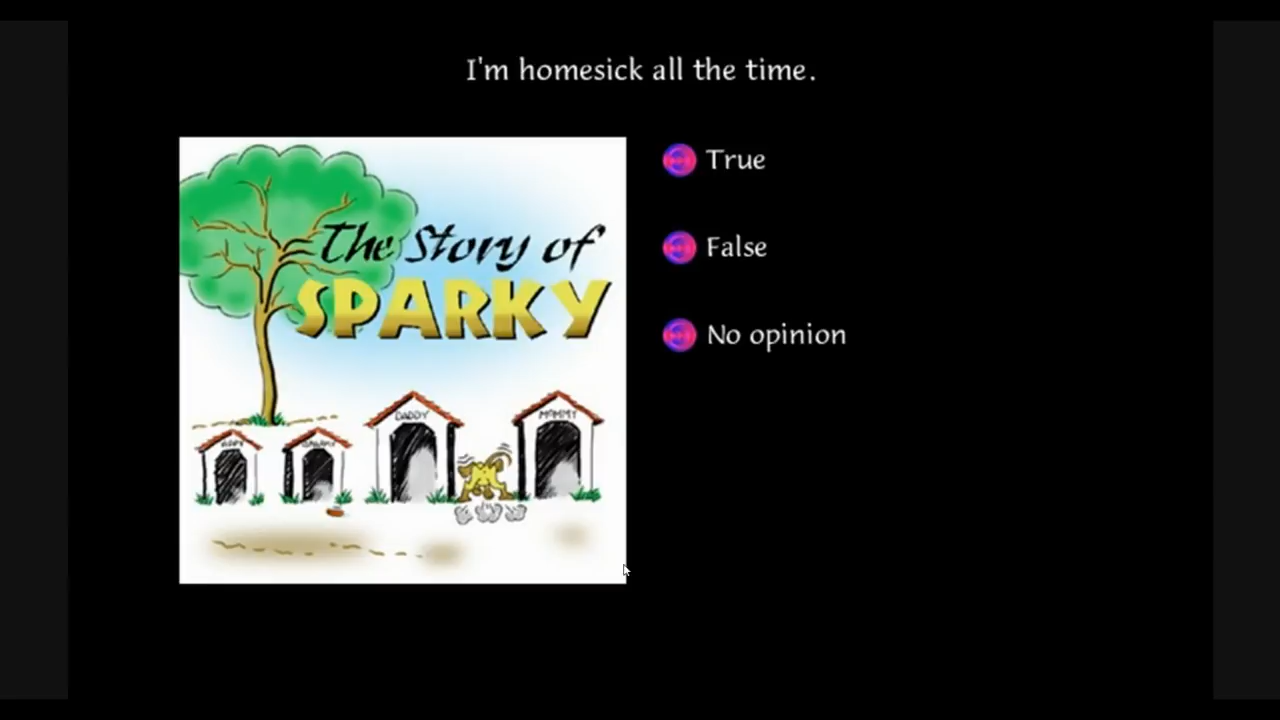 I'm homesick all the time.
True
The Story of
SPARKY
False
No opinion
DADDY
MOMMY